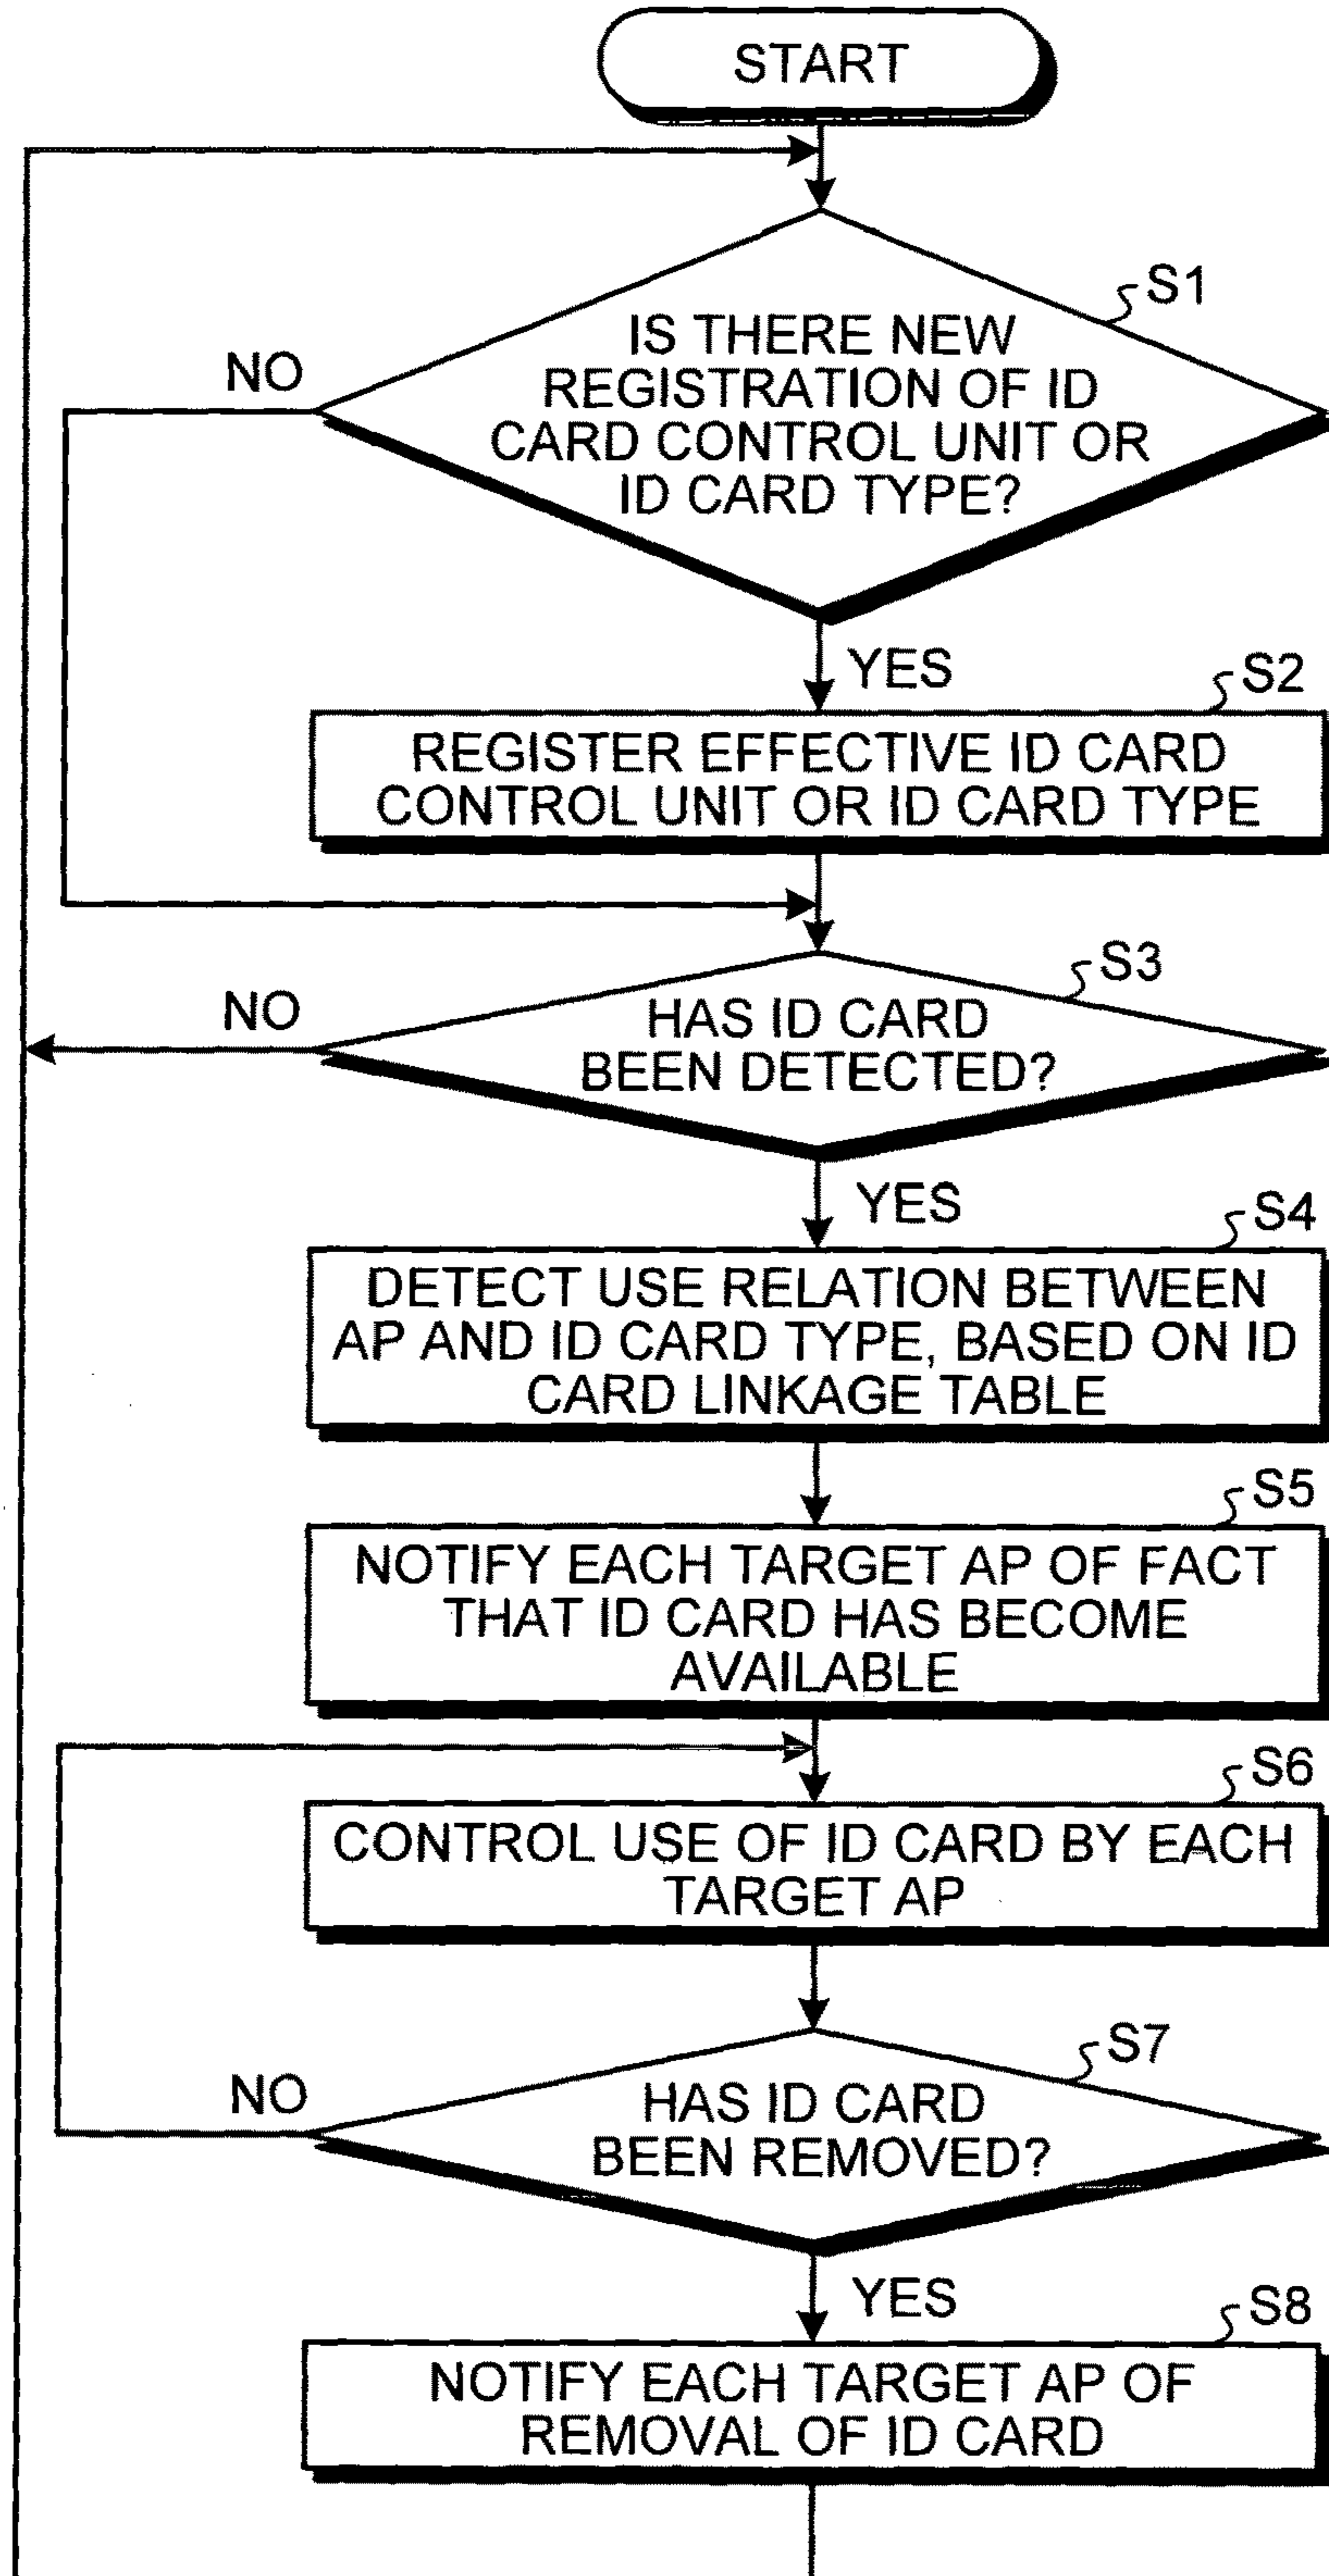 START
S1
IS THERE NEW
REGISTRATION OF ID
CARD CONTROL UNIT OR
ID CARD TYPE?
NO
YES
S2
REGISTER EFFECTIVE ID CARD
CONTROL UNIT OR ID CARD TYPE
S3
HAS ID CARD
BEEN DETECTED?
NO
YES
S4
DETECT USE RELATION BETWEEN
AP AND ID CARD TYPE, BASED ON ID
CARD LINKAGE TABLE
S5
NOTIFY EACH TARGET AP OF FACT
THAT ID CARD HAS BECOME
AVAILABLE
S6
CONTROL USE OF ID CARD BY EACH
TARGET AP
S7
HAS ID CARD
BEEN REMOVED?
NO
YES
S8
NOTIFY EACH TARGET AP OF
REMOVAL OF ID CARD